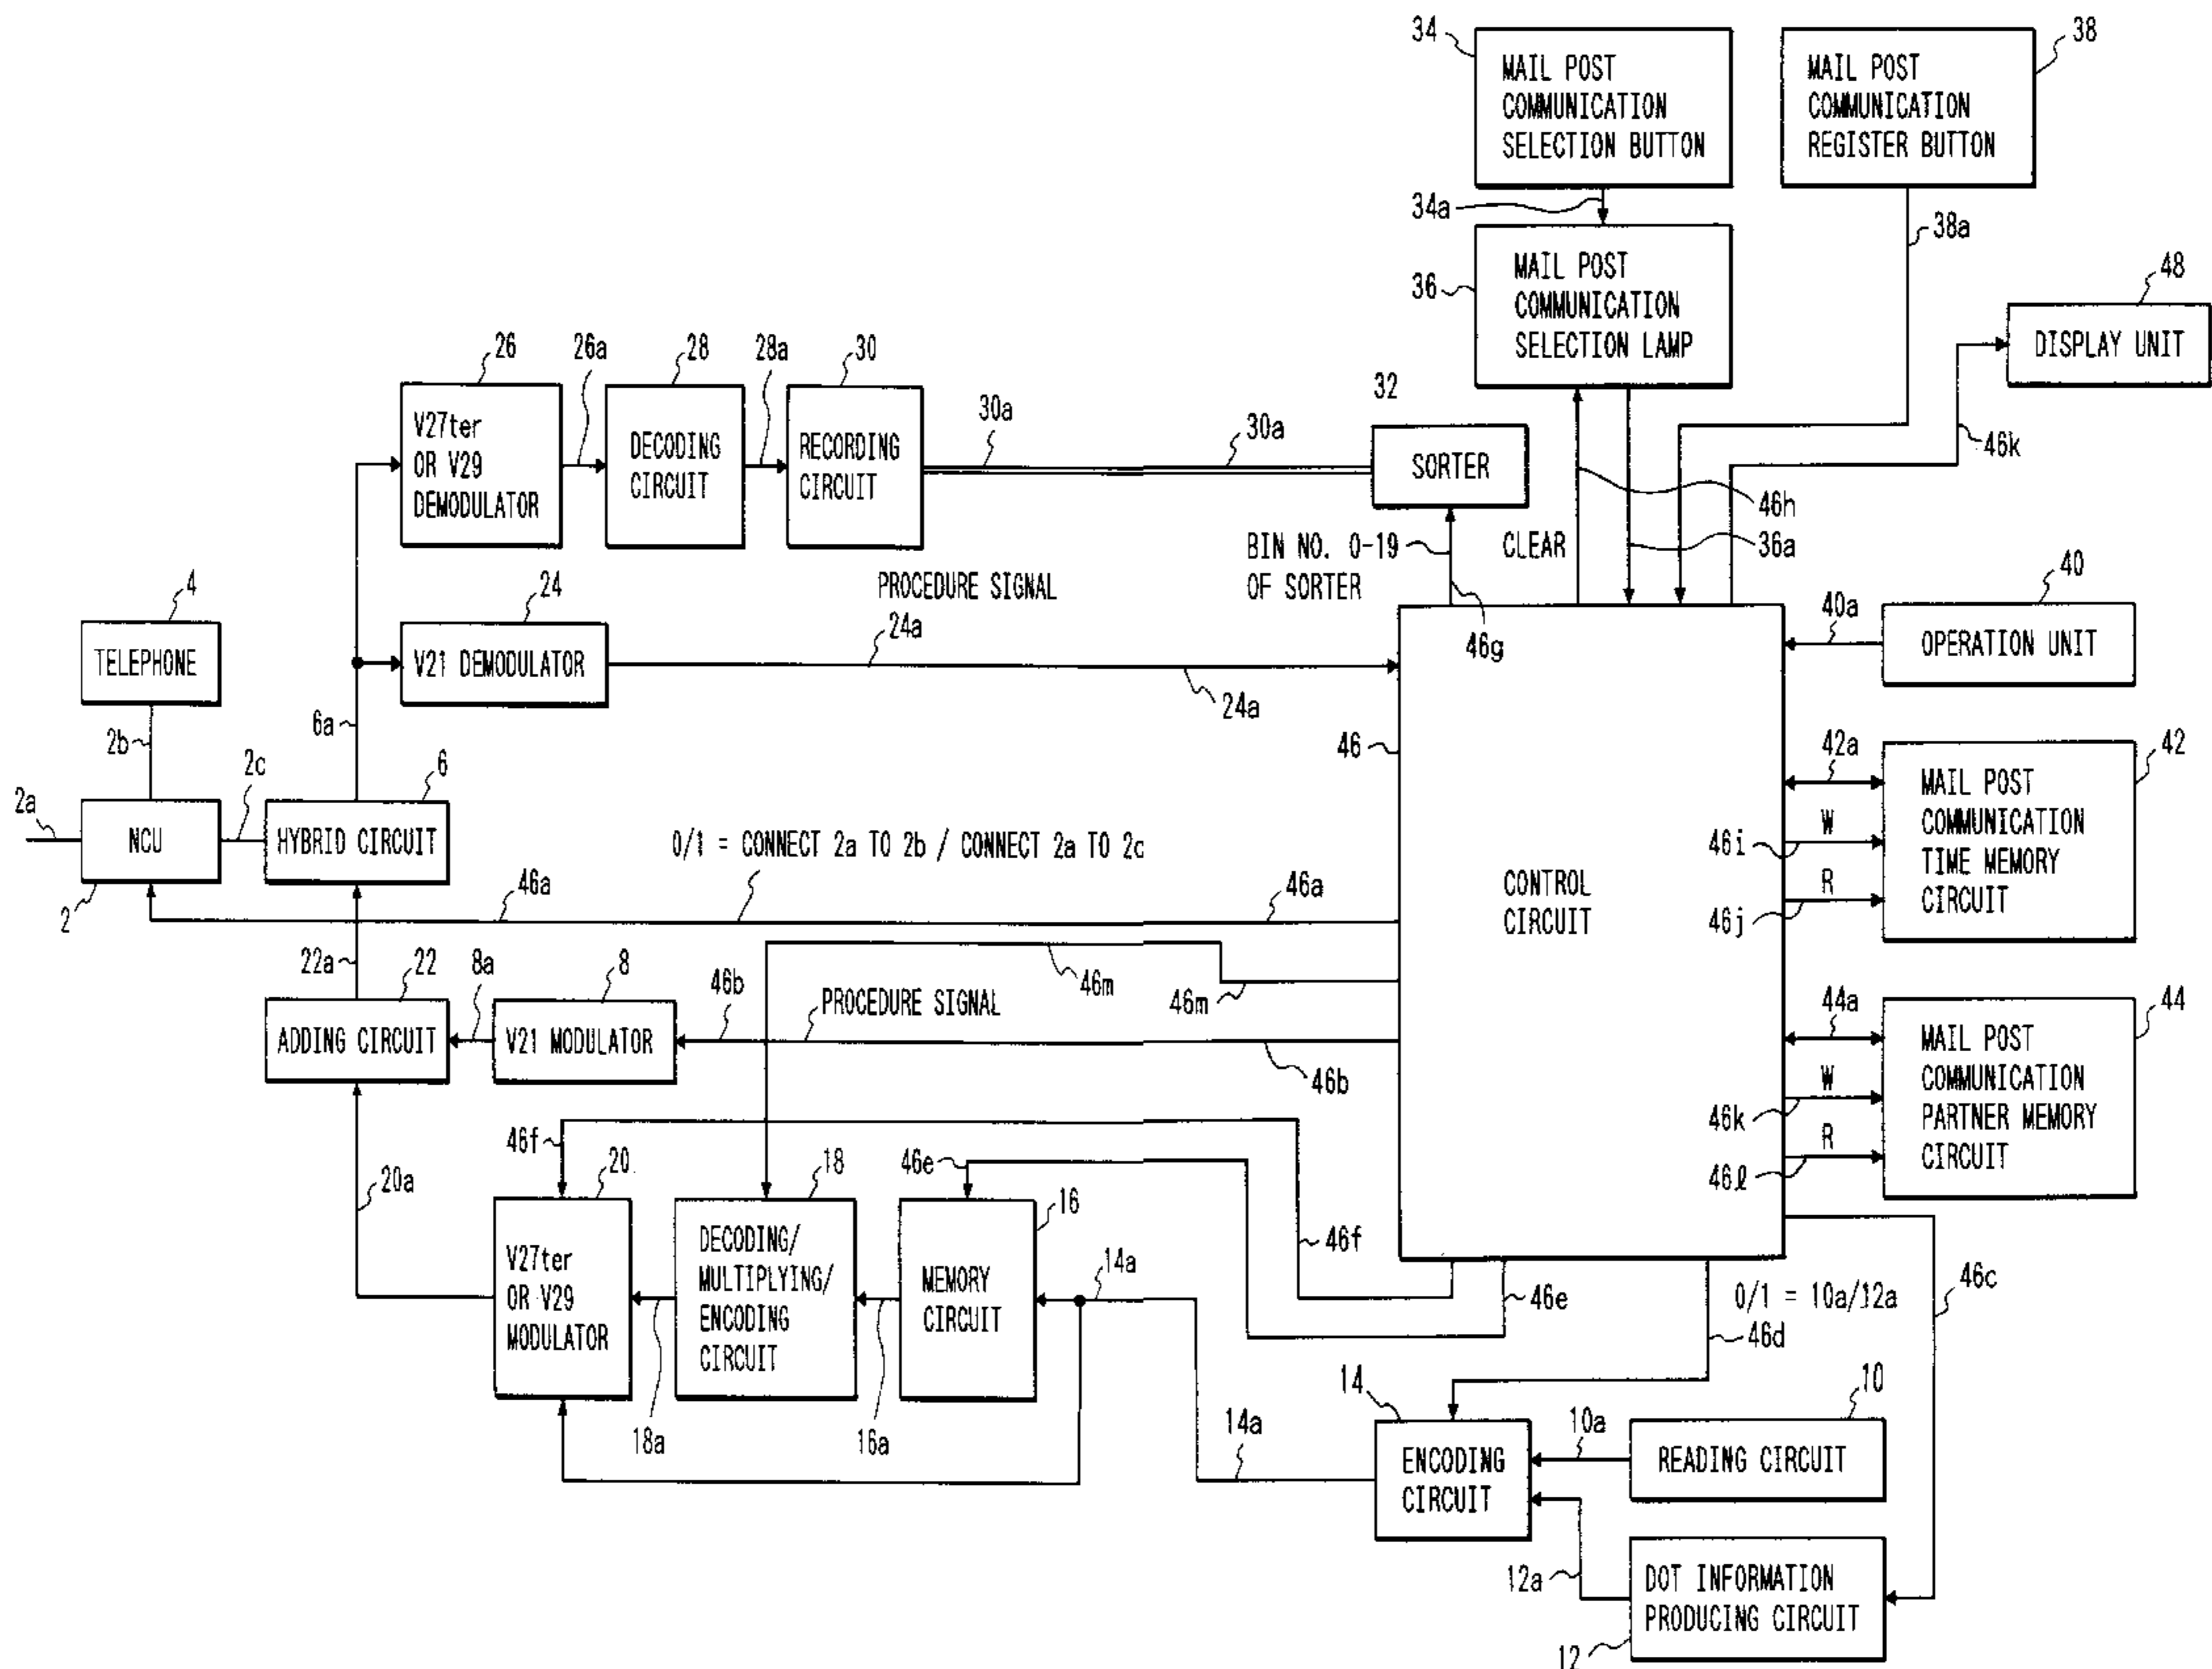 34
MAIL POST
COMMUNICATION
SELECTION BUTTON
38
MAIL POST
COMMUNICATION
REGISTER BUTTON
34a
38a
36
MAIL POST
COMMUNICATION
SELECTION LAMP
48
DISPLAY UNIT
46k
26
V27ter
OR V29
DEMODULATOR
26a
28
DECODING
CIRCUIT
28a
30
RECORDING
CIRCUIT
30a
30a
32
SORTER
46h
36a
CLEAR
BIN NO. 0-19
OF SORTER
46g
PROCEDURE SIGNAL
4
TELEPHONE
24
V21 DEMODULATOR
24a
24a
40
40a
OPERATION UNIT
2b
6a
2a
NCU
2
2c
6
HYBRID CIRCUIT
0/1 = CONNECT 2a TO 2b / CONNECT 2a TO 2c
46a
46a
46
CONTROL
CIRCUIT
42a
42
MAIL POST
COMMUNICATION
TIME MEMORY
CIRCUIT
W
46i
R
46j
22a
22
ADDING CIRCUIT
8a
8
V21 MODULATOR
46b
PROCEDURE SIGNAL
46m
46m
46b
44a
44
MAIL POST
COMMUNICATION
PARTNER MEMORY
CIRCUIT
W
46k
R
46ℓ
20a
46f
20
V27ter
OR V29
MODULATOR
18
DECODING/
MULTIPLYING/
ENCODING
CIRCUIT
46e
16
MEMORY
CIRCUIT
14a
46f
46e
0/1 = 10a/12a
46d
46c
18a
16a
14a
14
ENCODING
CIRCUIT
10a
10
READING CIRCUIT
12a
DOT INFORMATION
PRODUCING CIRCUIT
12